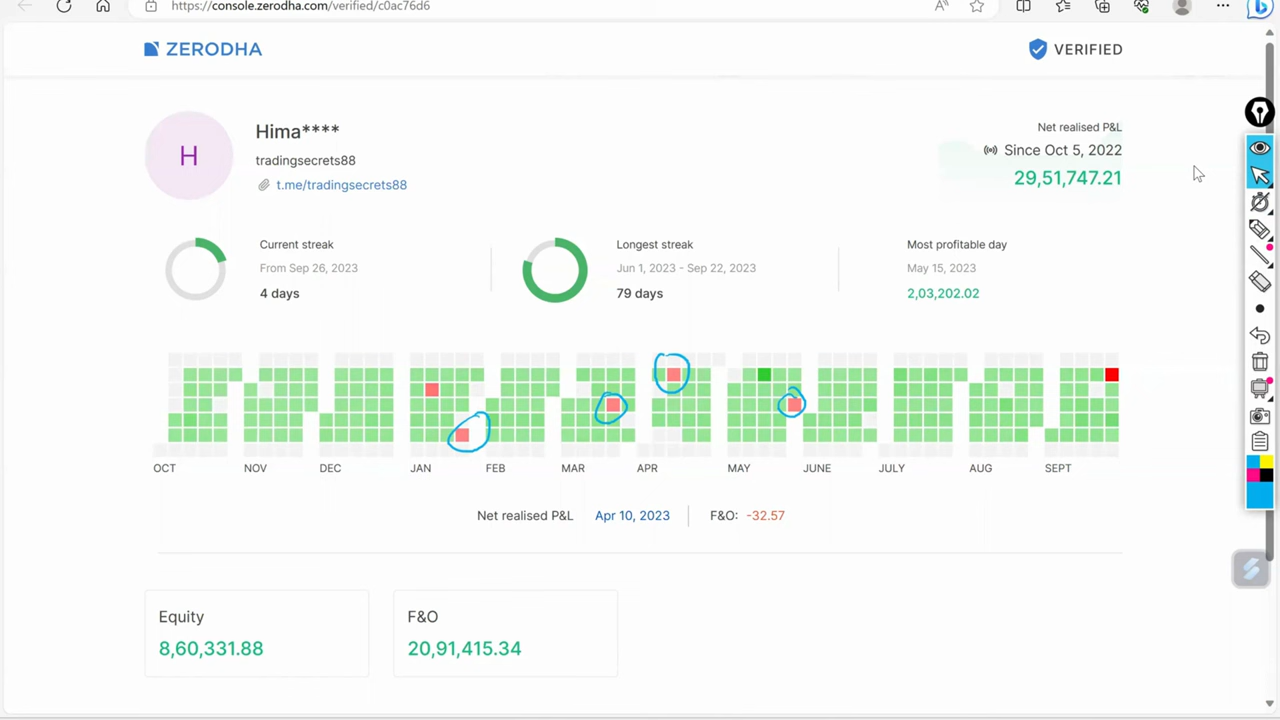 https://console.zerodha.com/verified/c0ac76d6
ZERODHA
VERIFIED
H
Hima****
tradingsecrets88
t.me/tradingsecrets88
Net realised P&L
Since Oct 5, 2022
29,51,747.21
Current streak
From Sep 26, 2023
4 days
Longest streak
Jun 1, 2023 - Sep 22, 2023
79 days
Most profitable day
May 15, 2023
2,03,202.02
OCT NOV DEC JAN FEB MAR APR MAY JUNE JULY AUG SEPT
Net realised P&L Apr 10, 2023 F&O: -32.57
Equity
8,60,331.88
F&O
20,91,415.34